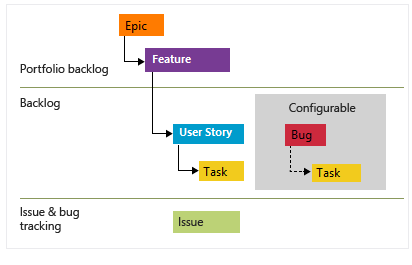 Epic
Feature
Portfolio backlog
Backlog
Configurable
User Story
Bug
Task
Task
Issue & bug
tracking
Issue